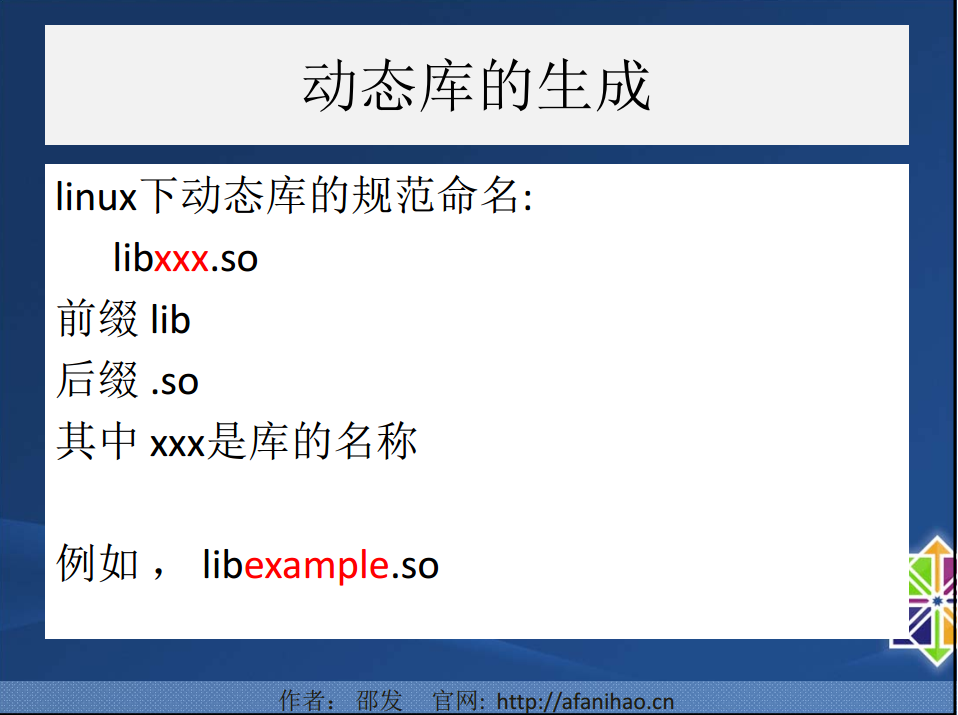 动态库的生成
linux下动态库的规范命名:
libxxx.so
前缀 lib
后缀 .so
其中 xxx是库的名称
例如 ， libexample.so
作者： 邵发 官网: http://afanihao.cn